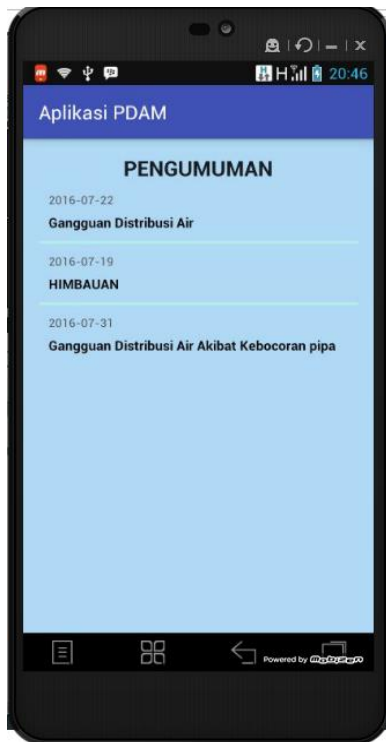 H 20:46
Aplikasi PDAM
PENGUMUMAN
2016-07-22
Gangguan Distribusi Air
2016-07-19
HIMBAUAN
2016-07-31
Gangguan Distribusi Air Akibat Kebocoran pipa
Powered by Mobizen